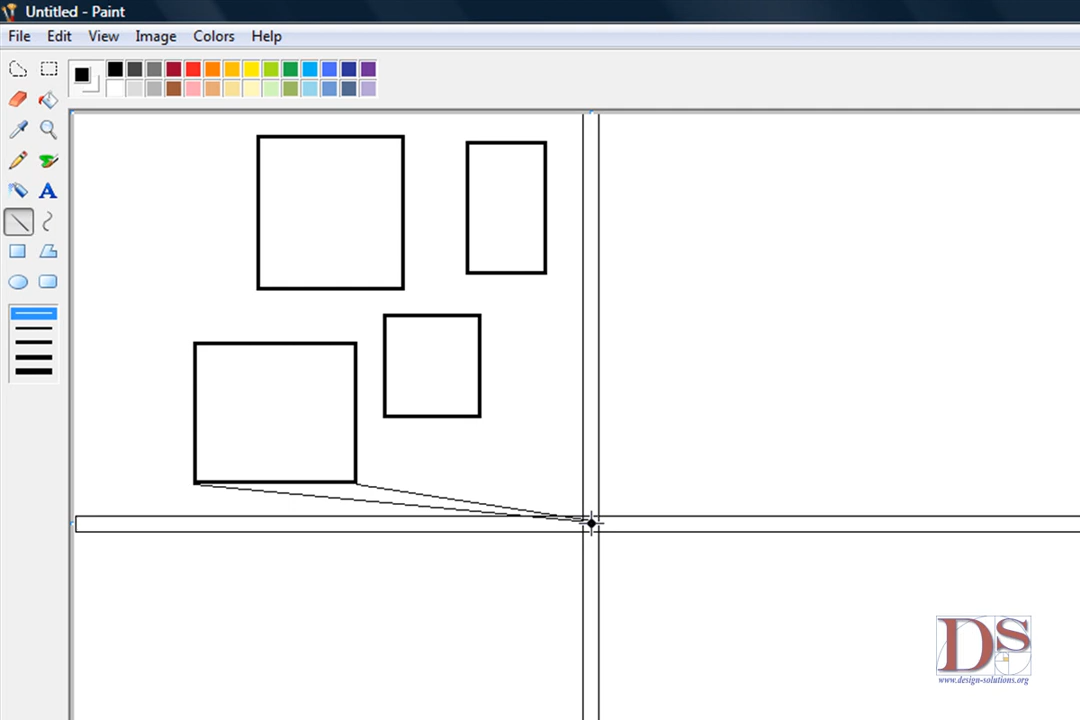 Untitled - Paint
File Edit View Image Colors Help
A
DS
www.design-solutions.org